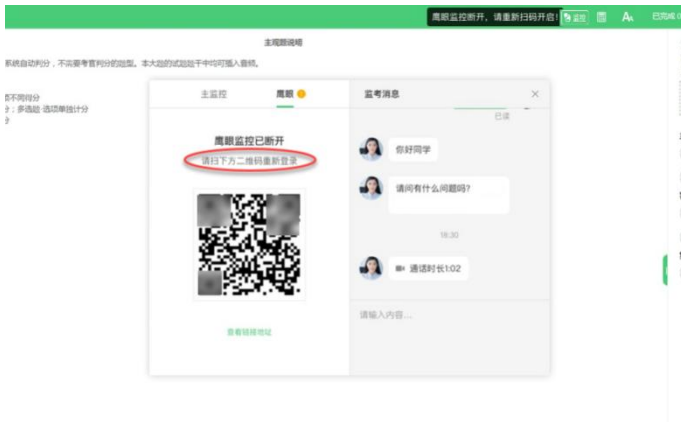 鹰眼监控断开，请重新扫码开启！
监控
已完成 0
主观题说明
系统自动判分，不需要考官判分的题型。本大题的试题题干中均可插入音频。
项不同得分
分：多选题 选项单独计分
分
主监控
鹰眼
监考消息
已读
鹰眼监控已断开
请扫下方二维码重新登录
你好同学
请问有什么问题吗？
16:30
通话时长1:02
查看链接地址
请输入内容...